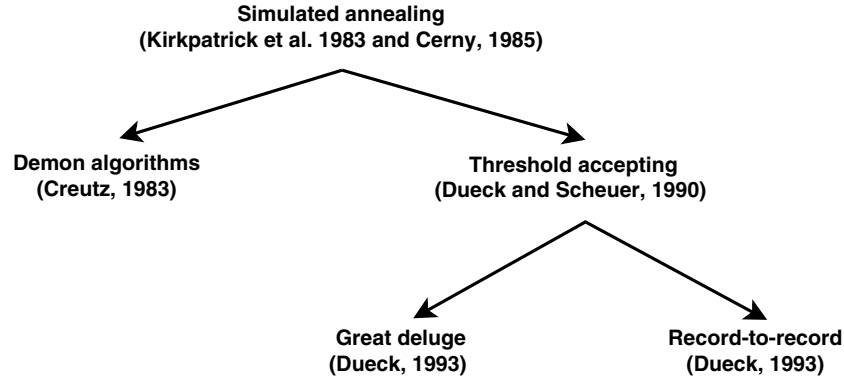 Simulated annealing
(Kirkpatrick et al. 1983 and Cerny, 1985)
Demon algorithms
(Creutz, 1983)
Threshold accepting
(Dueck and Scheuer, 1990)
Great deluge
(Dueck, 1993)
Record-to-record
(Dueck, 1993)